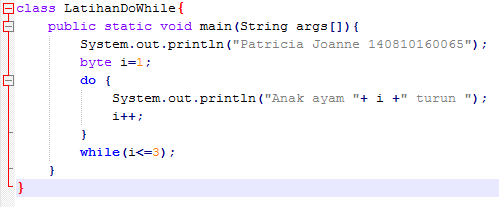 class LatihanDoWhile{
public static void main(String args[]){
System.out.println("Patricia Joanne 140810160065");
byte i=1;
do {
System.out.println("Anak ayam "+ i +" turun ");
i++;
}
while(i<=3);
}
}